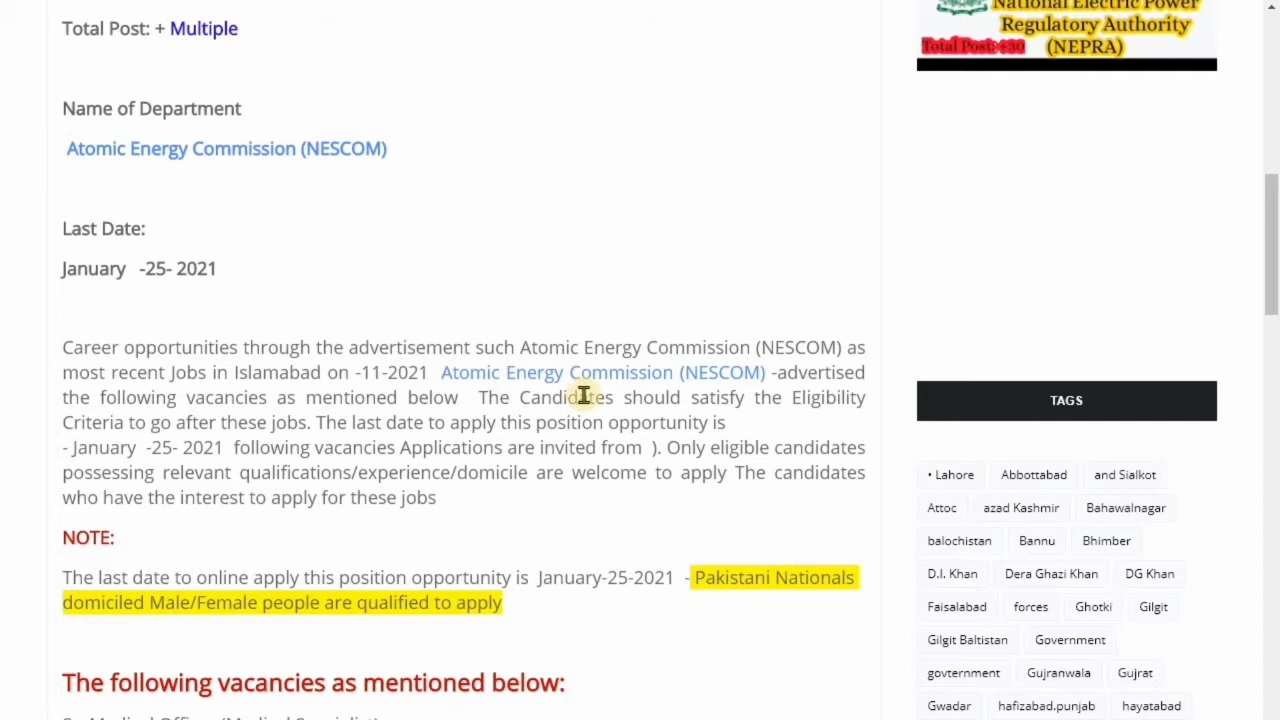 Total Post: + Multiple
Name of Department
Atomic Energy Commission (NESCOM)
Last Date:
January -25- 2021
Career opportunities through the advertisement such Atomic Energy Commission (NESCOM) as
most recent Jobs in Islamabad on -11-2021 Atomic Energy Commission (NESCOM) -advertised
the following vacancies as mentioned below The Candidates should satisfy the Eligibility
Criteria to go after these jobs. The last date to apply this position opportunity is
- January -25- 2021 following vacancies Applications are invited from ). Only eligible candidates
possessing relevant qualifications/experience/domicile are welcome to apply The candidates
who have the interest to apply for these jobs
NOTE:
The last date to online apply this position opportunity is January-25-2021 - Pakistani Nationals
domiciled Male/Female people are qualified to apply
The following vacancies as mentioned below:
Sr. Medical Officer (Medical Specialist)
National Electric Power
Regulatory Authority
Total Post: +30 (NEPRA)
TAGS
• Lahore Abbottabad and Sialkot
Attoc azad Kashmir Bahawalnagar
balochistan Bannu Bhimber
D.I. Khan Dera Ghazi Khan DG Khan
Faisalabad forces Ghotki Gilgit
Gilgit Baltistan Government
govternment Gujranwala Gujrat
Gwadar hafizabad.punjab hayatabad